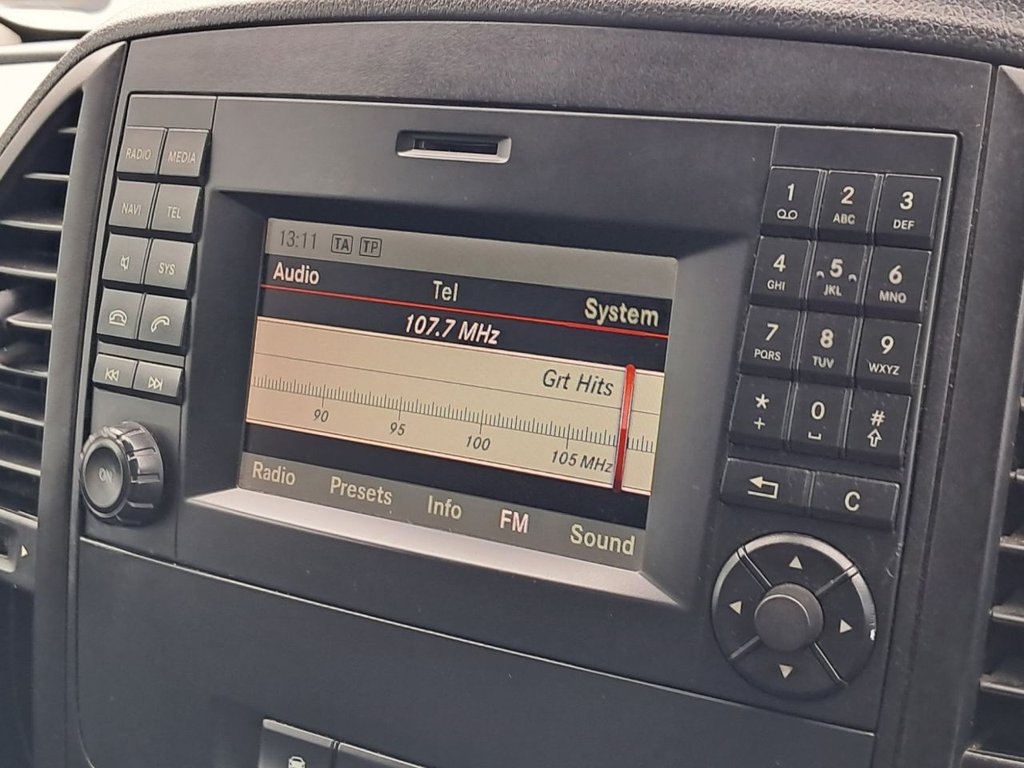 RADIO MEDIA
NAVI TEL
SYS
ON
13:11 TA TP
Audio Tel System
107.7 MHz
Grt Hits
90 95 100 105 MHz
Radio Presets Info FM Sound
1 2 ABC 3 DEF
4 GHI 5 JKL 6 MNO
7 PQRS 8 TUV 9 WXYZ
* + 0 #
C